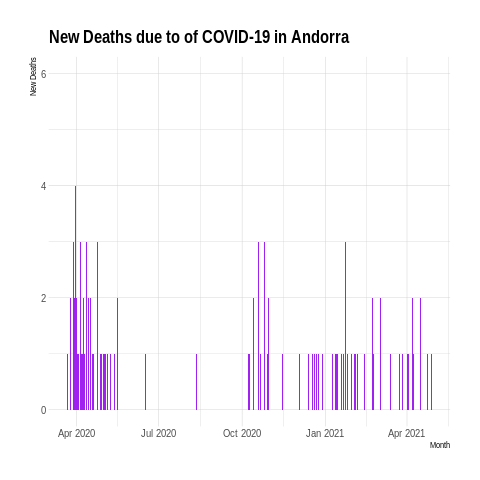 New Deaths due to of COVID-19 in Andorra
New Deaths
6
4
2
0
Apr 2020 Jul 2020 Oct 2020 Jan 2021 Apr 2021
Month